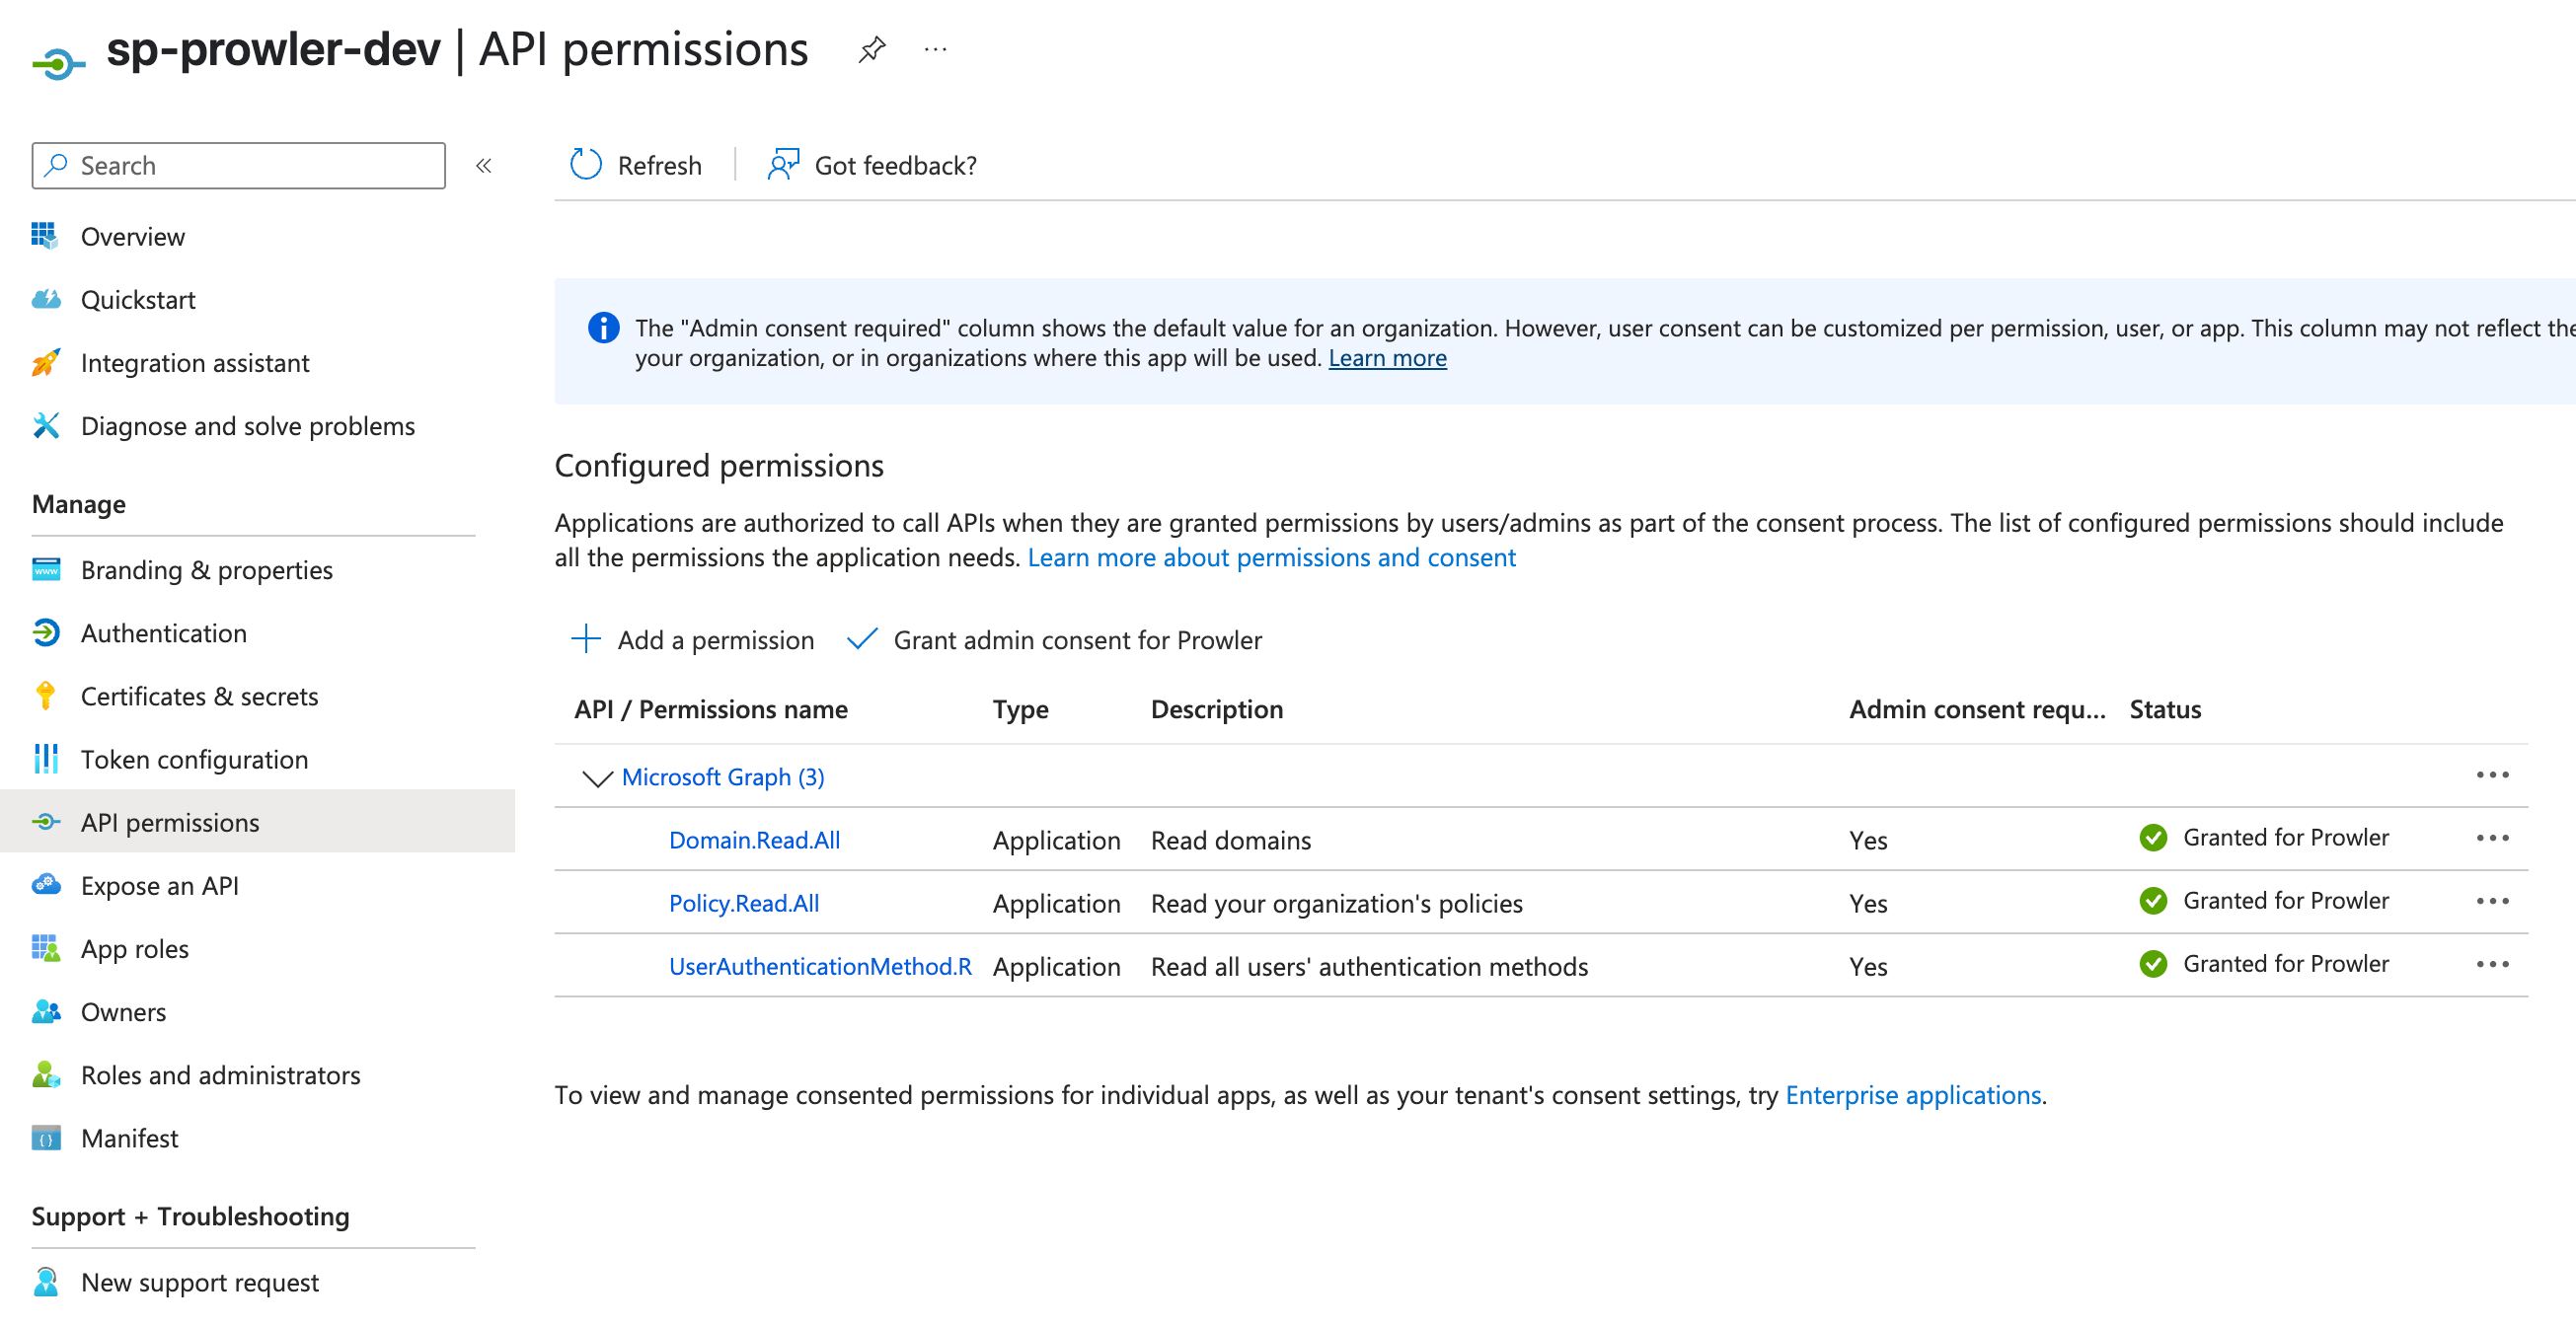 sp-prowler-dev | API permissions
Search
Overview
Quickstart
Integration assistant
Diagnose and solve problems
Manage
Branding & properties
Authentication
Certificates & secrets
Token configuration
API permissions
Expose an API
App roles
Owners
Roles and administrators
Manifest
Support + Troubleshooting
New support request
Refresh
Got feedback?
The "Admin consent required" column shows the default value for an organization. However, user consent can be customized per permission, user, or app. This column may not reflect the
your organization, or in organizations where this app will be used. Learn more
Configured permissions
Applications are authorized to call APIs when they are granted permissions by users/admins as part of the consent process. The list of configured permissions should include
all the permissions the application needs. Learn more about permissions and consent
Add a permission
Grant admin consent for Prowler
API / Permissions name Type Description Admin consent requ... Status
Microsoft Graph (3)
Domain.Read.All Application Read domains Yes Granted for Prowler
Policy.Read.All Application Read your organization's policies Yes Granted for Prowler
UserAuthenticationMethod.R Application Read all users' authentication methods Yes Granted for Prowler
To view and manage consented permissions for individual apps, as well as your tenant's consent settings, try Enterprise applications.